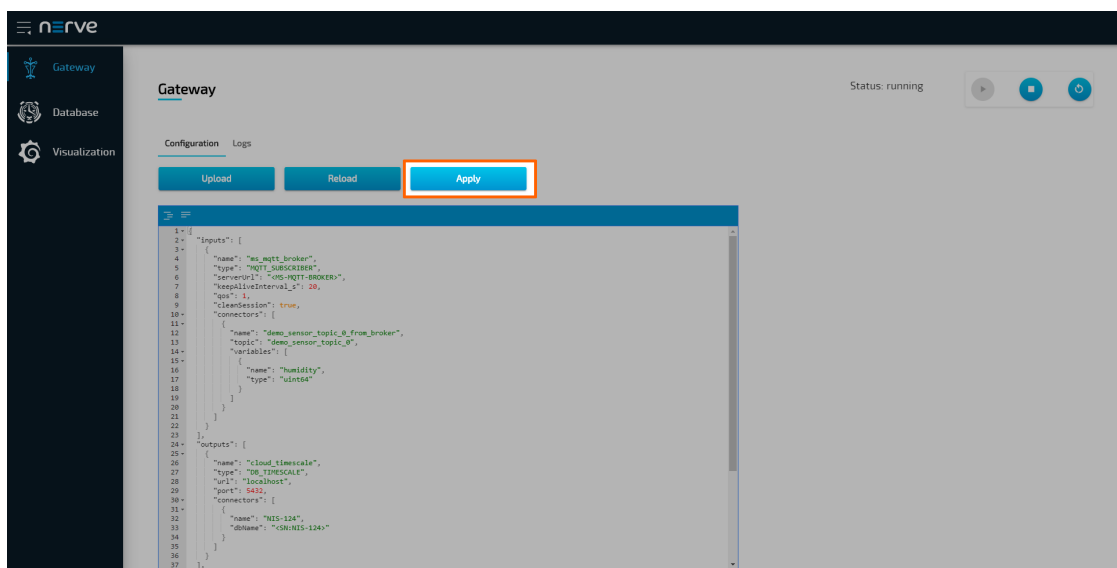 nerve
Gateway
Database
Visualization
Gateway
Status: running
Configuration Logs
Upload Reload Apply
1 {
2 "inputs": [
3 {
4 "name": "ms_mqtt_broker",
5 "type": "MQTT_SUBSCRIBER",
6 "serverUrl": "<MS-MQTT-BROKER>",
7 "keepAliveInterval_s": 20,
8 "qos": 1,
9 "cleanSession": true,
10 "connectors": [
11 {
12 "name": "demo_sensor_topic_0_from_broker",
13 "topic": "demo_sensor_topic_0",
14 "variables": [
15 {
16 "name": "humidity",
17 "type": "uint64"
18 }
19 ]
20 }
21 ]
22 }
23 ],
24 "outputs": [
25 {
26 "name": "cloud_timescale",
27 "type": "DB_TIMESCALE",
28 "url": "localhost",
29 "port": 5432,
30 "connectors": [
31 {
32 "name": "NIS-124",
33 "dbName": "<SN:NIS-124>"
34 }
35 ]
36 }
37 ],